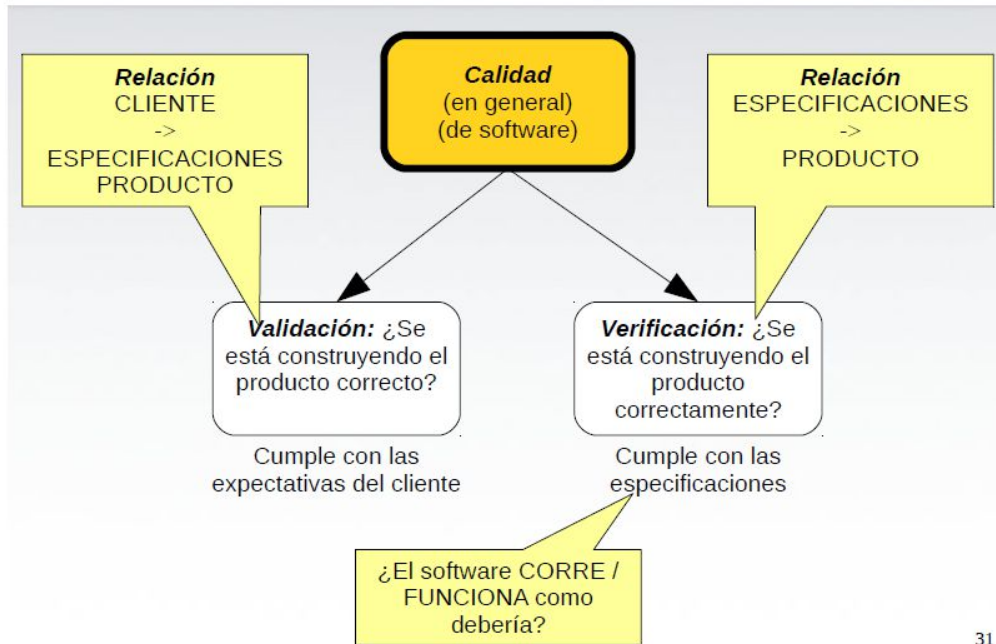 Relación
CLIENTE
->
ESPECIFICACIONES
PRODUCTO
Calidad
(en general)
(de software)
Relación
ESPECIFICACIONES
->
PRODUCTO
Validación: ¿Se
está construyendo el
producto correcto?
Verificación: ¿Se
está construyendo el
producto
correctamente?
Cumple con las
expectativas del cliente
Cumple con las
especificaciones
¿El software CORRE /
FUNCIONA como
debería?
31